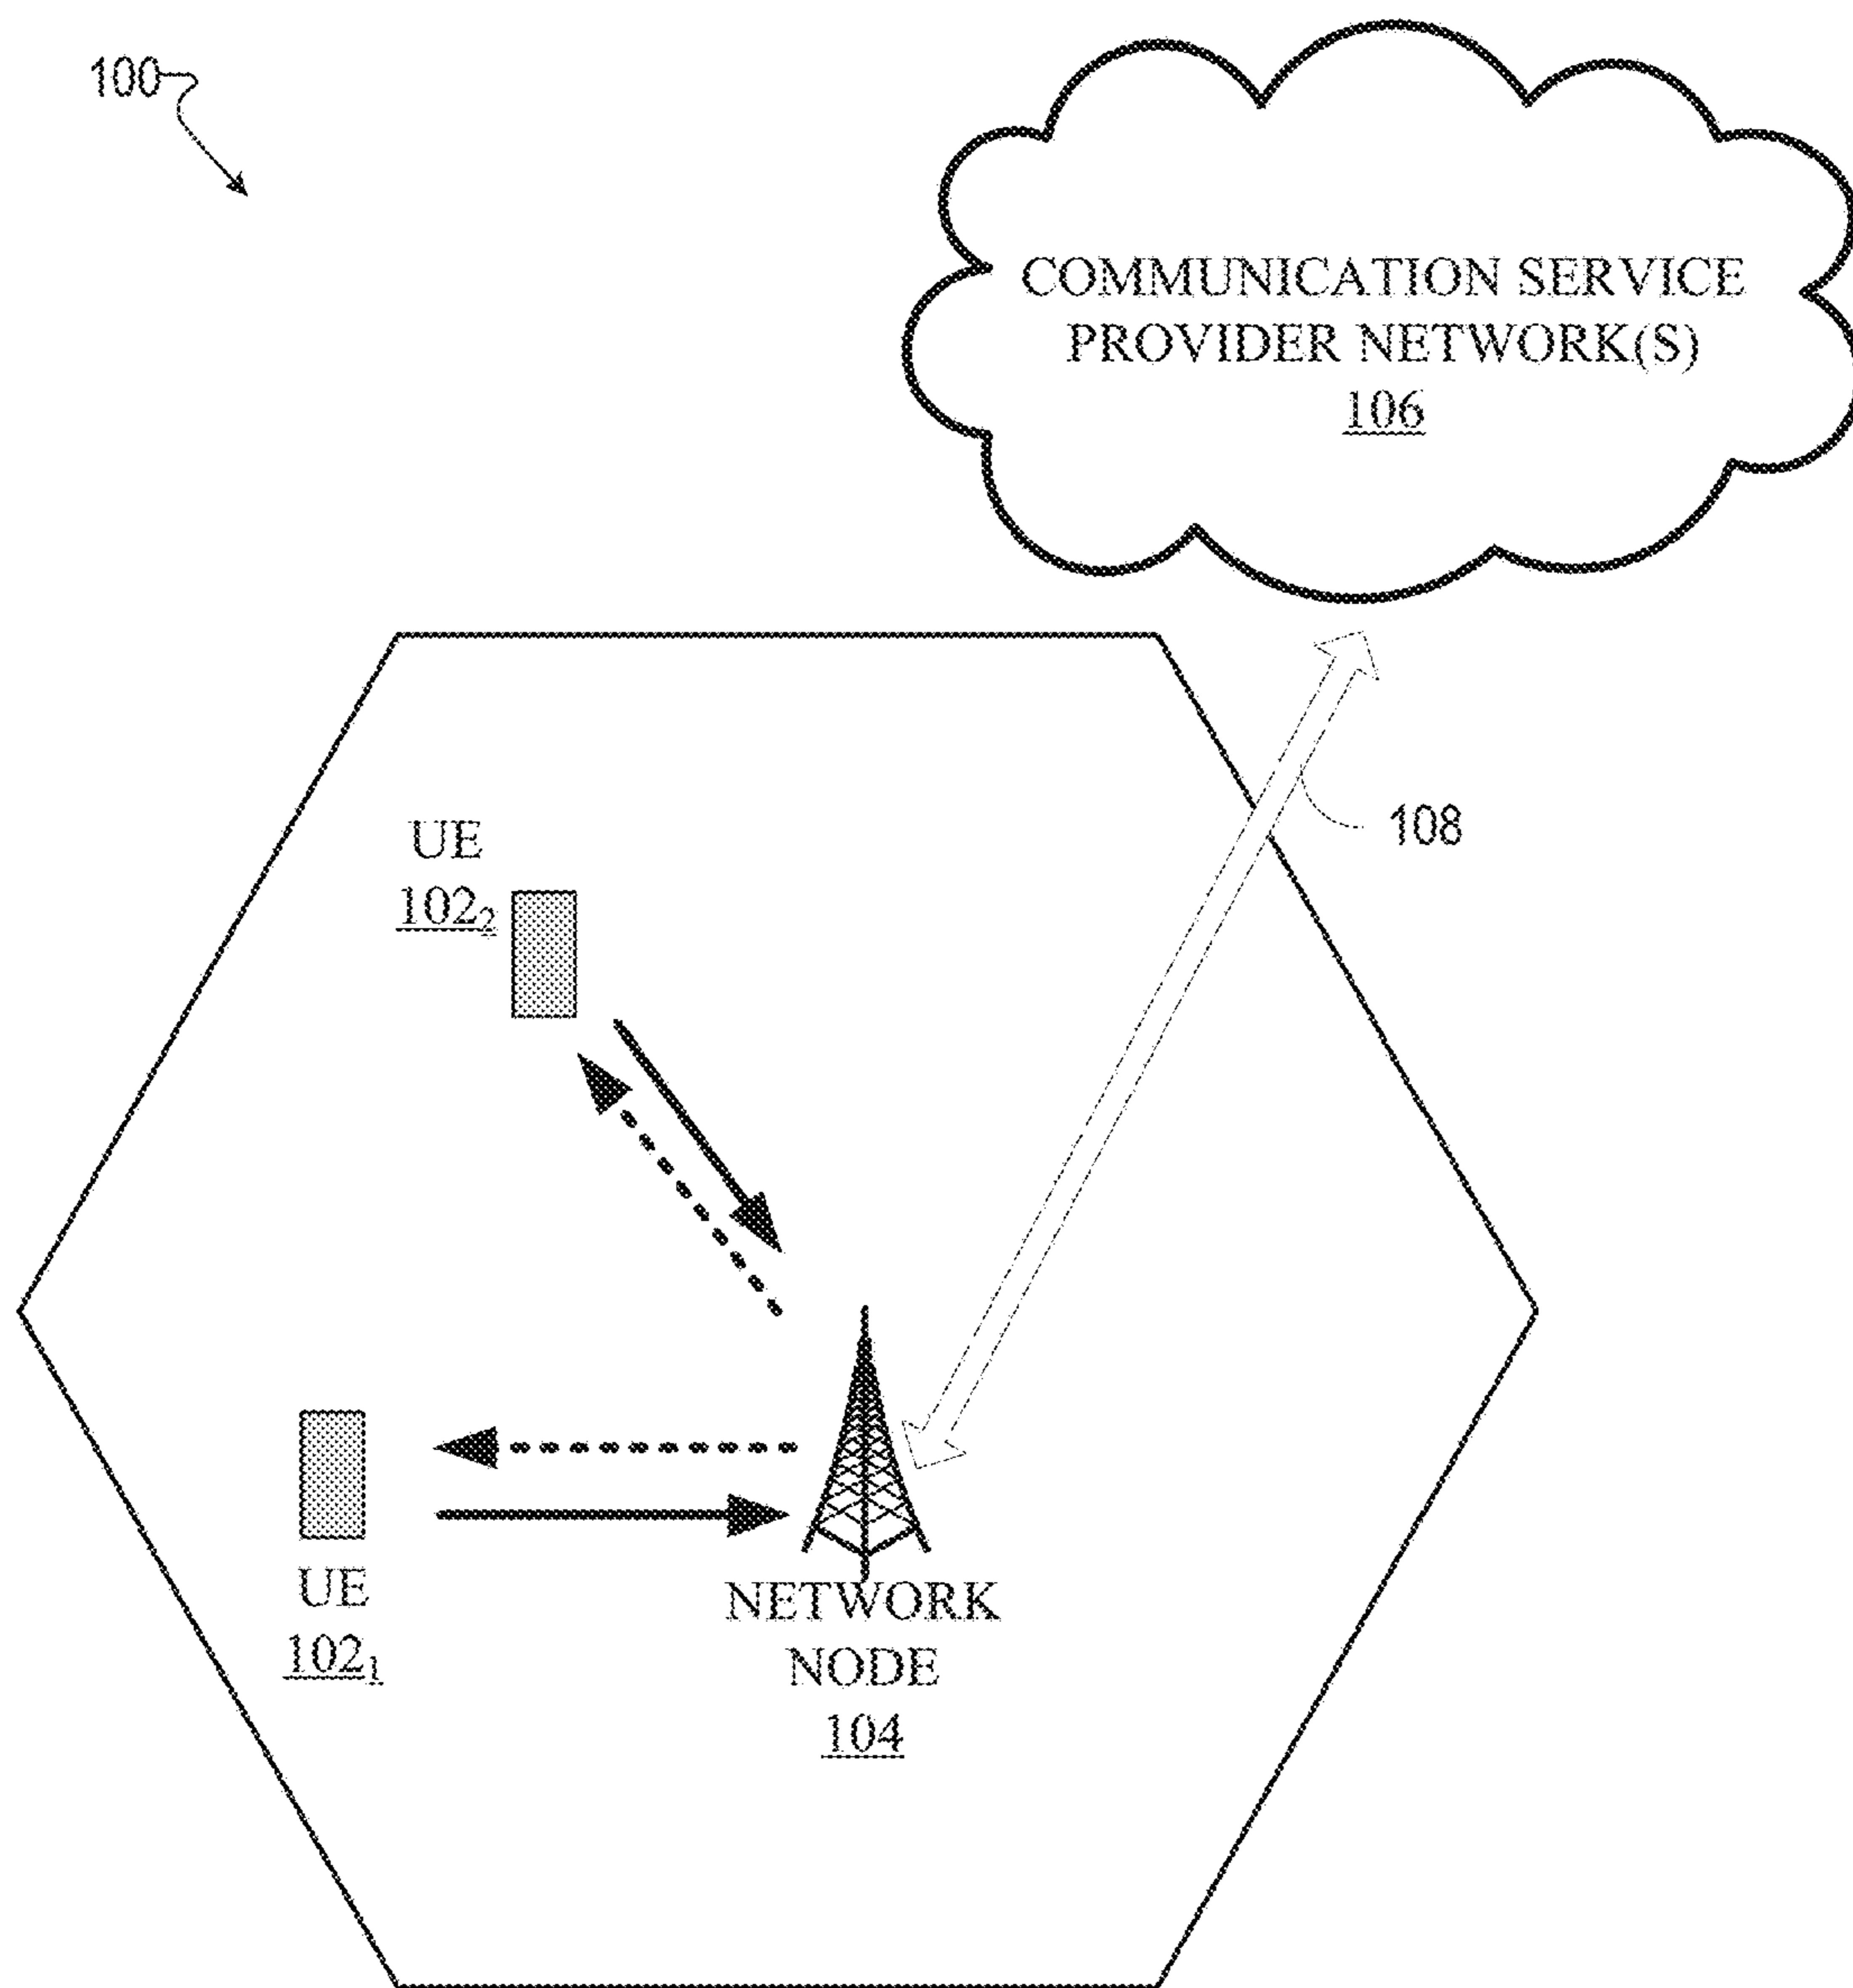 100
COMMUNICATION SERVICE
PROVIDER NETWORK(S)
106
108
UE
102₂
UE
102₁
NETWORK
NODE
104